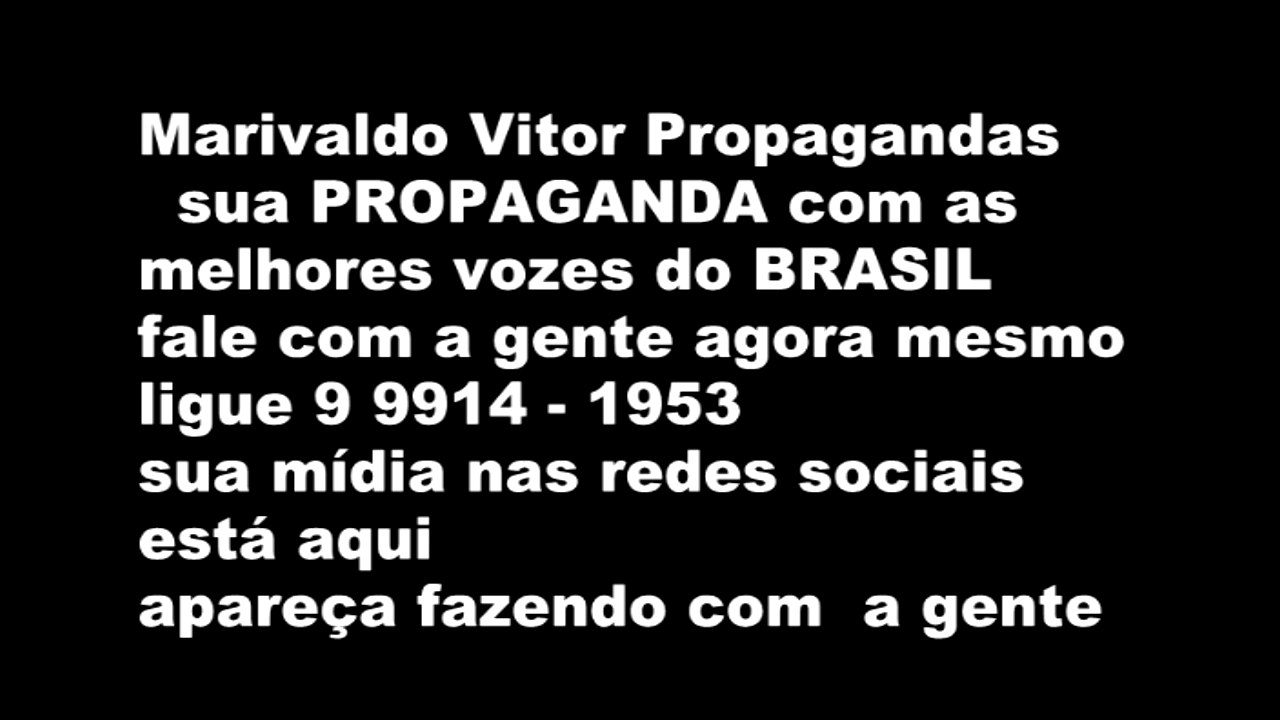 Marivaldo Vitor Propagandas
sua PROPAGANDA com as
melhores vozes do BRASIL
fale com a gente agora mesmo
ligue 9 9914 - 1953
sua mídia nas redes sociais
está aqui
apareça fazendo com a gente